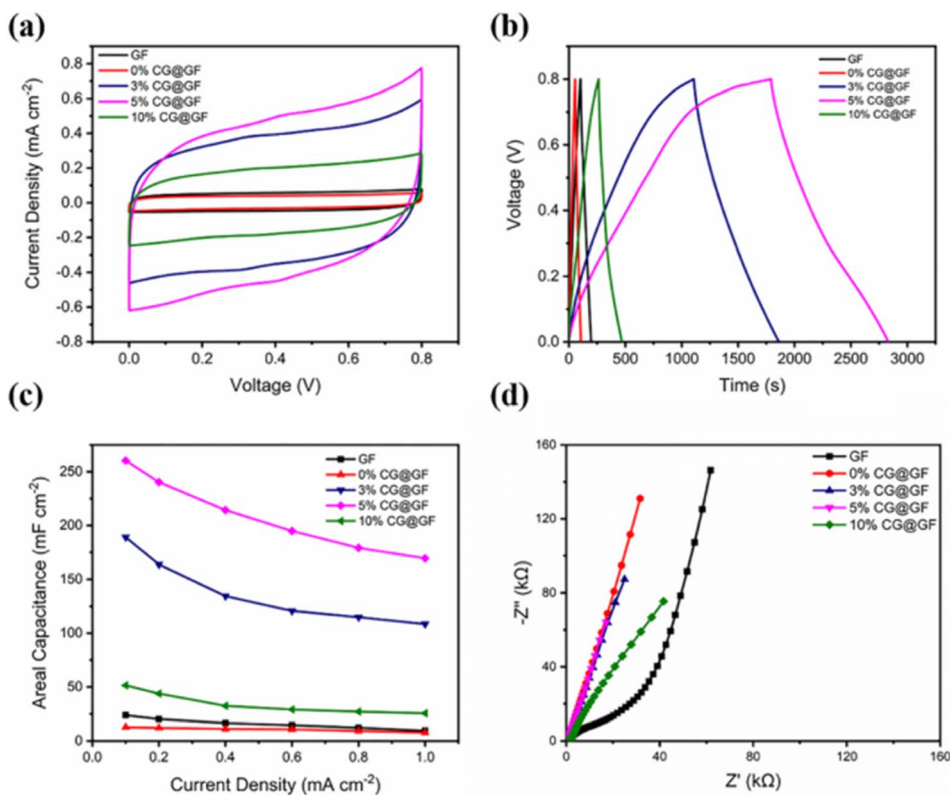 (a)
GF
0% CG@GF
3% CG@GF
5% CG@GF
10% CG@GF
0.8
0.6
0.4
0.2
0.0
-0.2
-0.4
-0.6
-0.8
Current Density (mA cm⁻²)
0.0 0.2 0.4 0.6 0.8
Voltage (V)
(b)
GF
0% CG@GF
3% CG@GF
5% CG@GF
10% CG@GF
1.2
0.8
0.4
0.0
Voltage (V)
0 500 1000 1500 2000 2500 3000
Time (s)
(c)
GF
0% CG@GF
3% CG@GF
5% CG@GF
10% CG@GF
250
200
150
100
50
0
Areal Capacitance (mF cm⁻²)
0.0 0.2 0.4 0.6 0.8 1.0
Current Density (mA cm⁻²)
(d)
GF
0% CG@GF
3% CG@GF
5% CG@GF
10% CG@GF
160
120
80
40
0
-Z'' (kΩ)
0 40 80 120 160
Z' (kΩ)